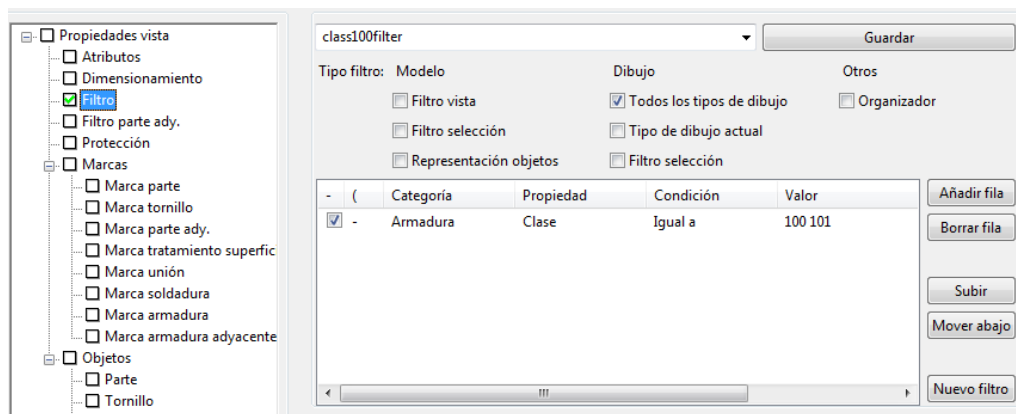 Propiedades vista
Atributos
Dimensionamiento
Filtro
Filtro parte ady.
Protección
Marcas
Marca parte
Marca tornillo
Marca parte ady.
Marca tratamiento superfic
Marca unión
Marca soldadura
Marca armadura
Marca armadura adyacente
Objetos
Parte
Tornillo
class100filter
Guardar
Tipo filtro: Modelo Dibujo Otros
Filtro vista Todos los tipos de dibujo Organizador
Filtro selección Tipo de dibujo actual
Representación objetos Filtro selección
- ( Categoría Propiedad Condición Valor
- Armadura Clase Igual a 100 101
Añadir fila
Borrar fila
Subir
Mover abajo
Nuevo filtro